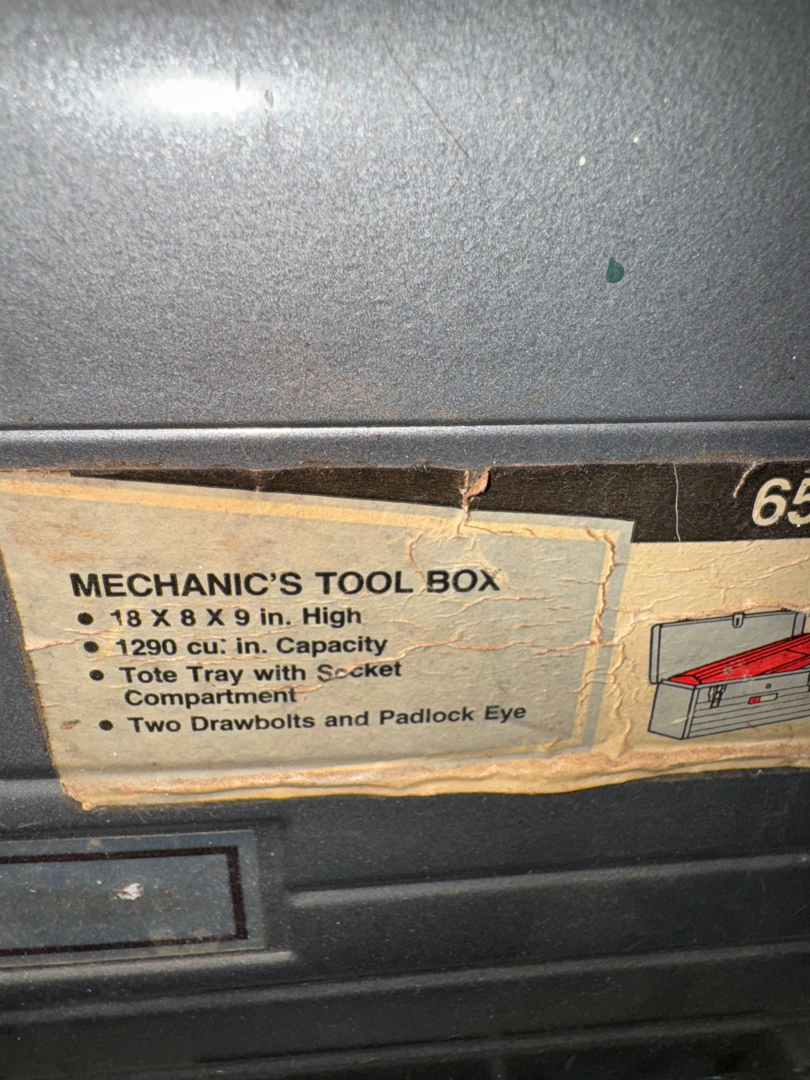 65
MECHANIC'S TOOL BOX
● 18 X 8 X 9 in. High
● 1290 cu. in. Capacity
● Tote Tray with Socket
Compartment
● Two Drawbolts and Padlock Eye